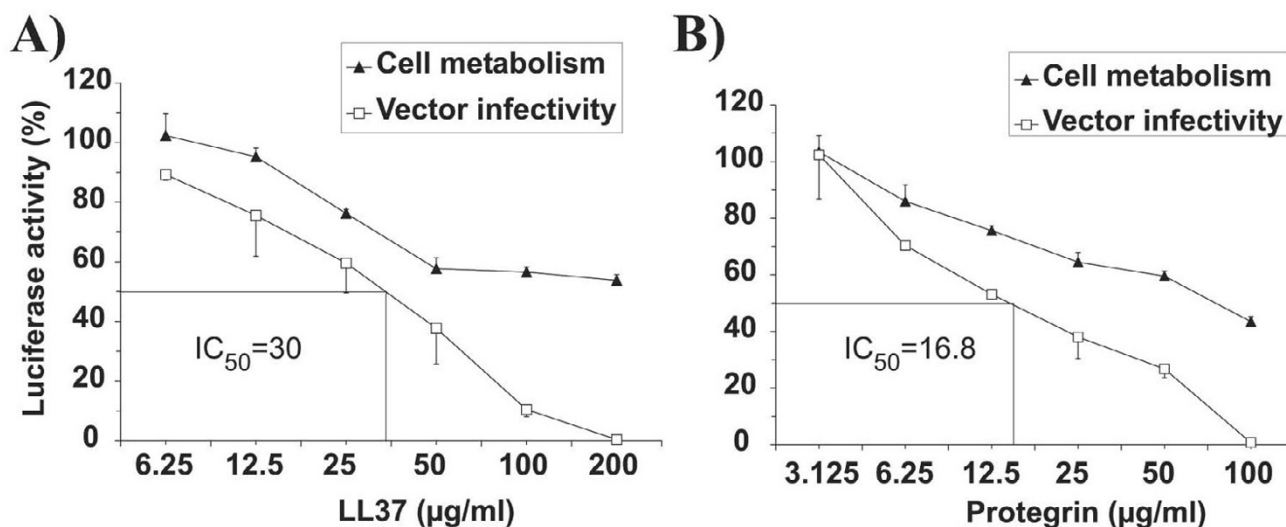 A)
Cell metabolism
Vector infectivity
Luciferase activity (%)
120
100
80
60
40
20
0
IC50=30
6.25 12.5 25 50 100 200
LL37 (µg/ml)
B)
Cell metabolism
Vector infectivity
120
100
80
60
40
20
0
IC50=16.8
3.125 6.25 12.5 25 50 100
Protegrin (µg/ml)